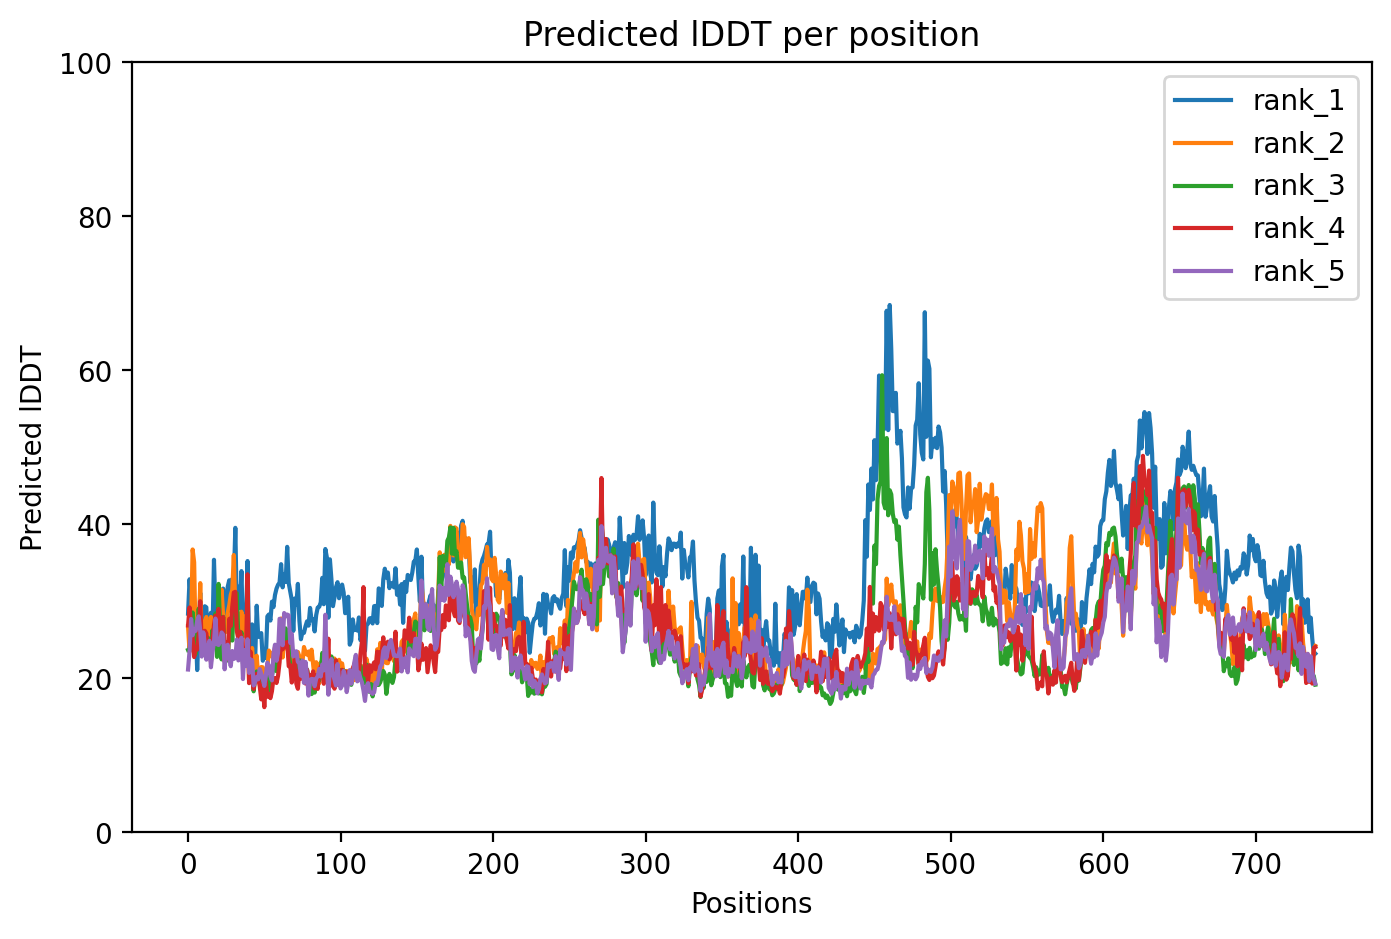 Predicted lDDT per position
100
80
60
40
20
0
Predicted lDDT
0 100 200 300 400 500 600 700
Positions
rank_1
rank_2
rank_3
rank_4
rank_5